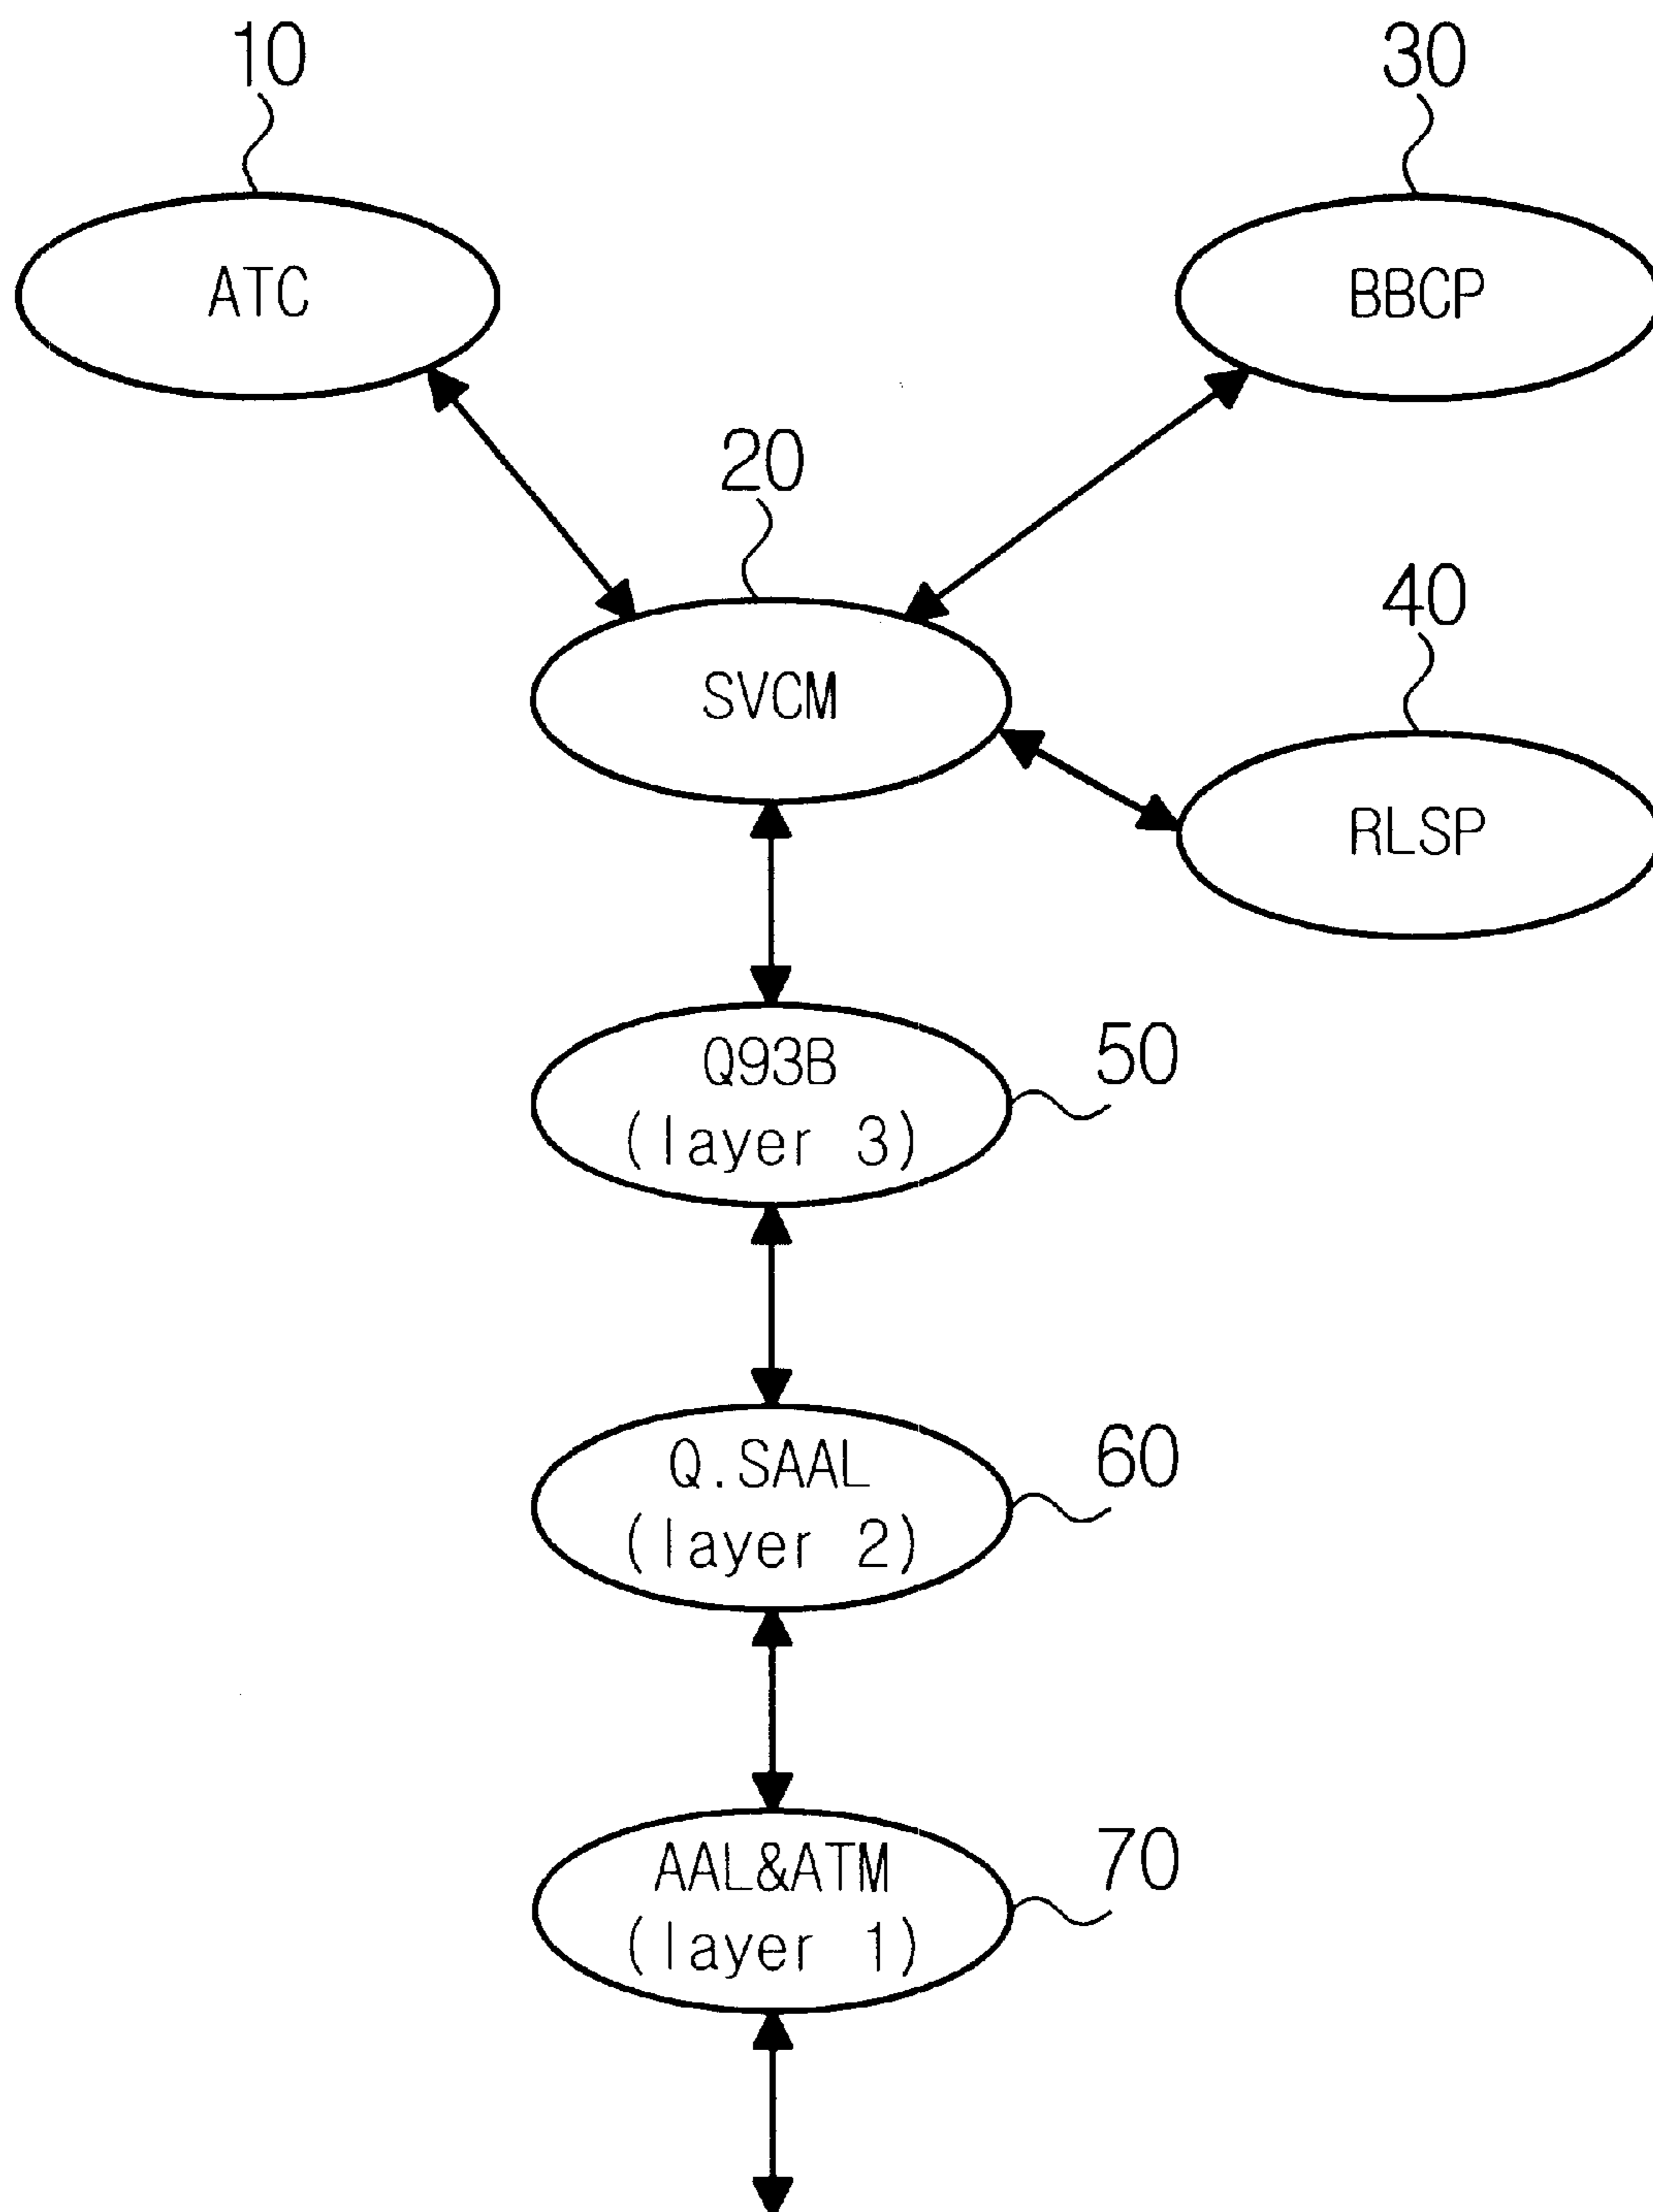 10
30
ATC
BBCP
20
40
SVCM
RLSP
Q93B
(layer 3)
50
Q.SAAL
(layer 2)
60
AAL&ATM
(layer 1)
70